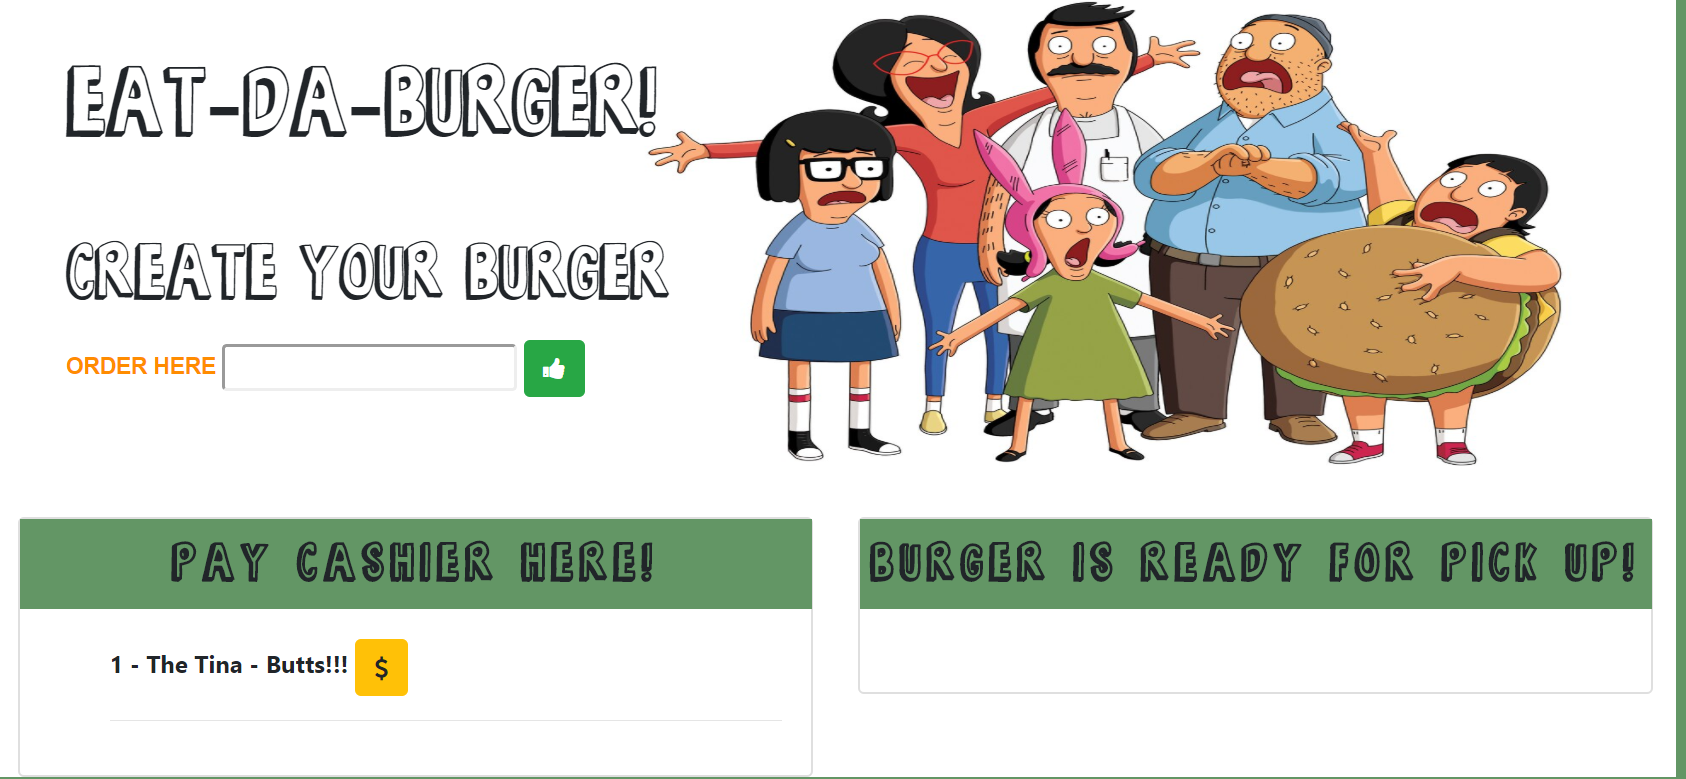 EAT-DA-BURGER!
CREATE YOUR BURGER
ORDER HERE
PAY CASHIER HERE!
1 - The Tina - Butts!!! $
BURGER IS READY FOR PICK UP!